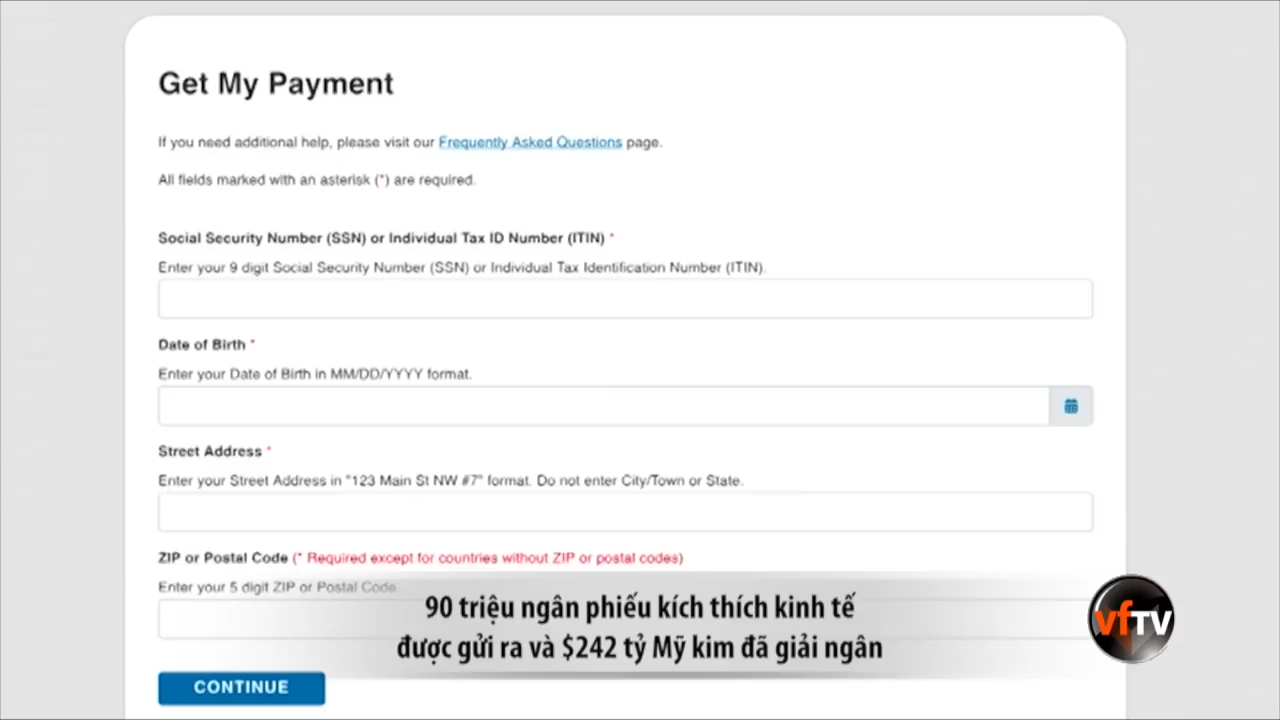 Get My Payment
If you need additional help, please visit our Frequently Asked Questions page.
All fields marked with an asterisk (*) are required.
Social Security Number (SSN) or Individual Tax ID Number (ITIN) *
Enter your 9 digit Social Security Number (SSN) or Individual Tax Identification Number (ITIN).
Date of Birth *
Enter your Date of Birth in MM/DD/YYYY format.
Street Address *
Enter your Street Address in "123 Main St NW #7" format. Do not enter City/Town or State.
ZIP or Postal Code (* Required except for countries without ZIP or postal codes)
Enter your 5 digit ZIP or Postal Code
90 triệu ngân phiếu kích thích kinh tế
được gửi ra và $242 tỷ Mỹ kim đã giải ngân
vfTV
CONTINUE